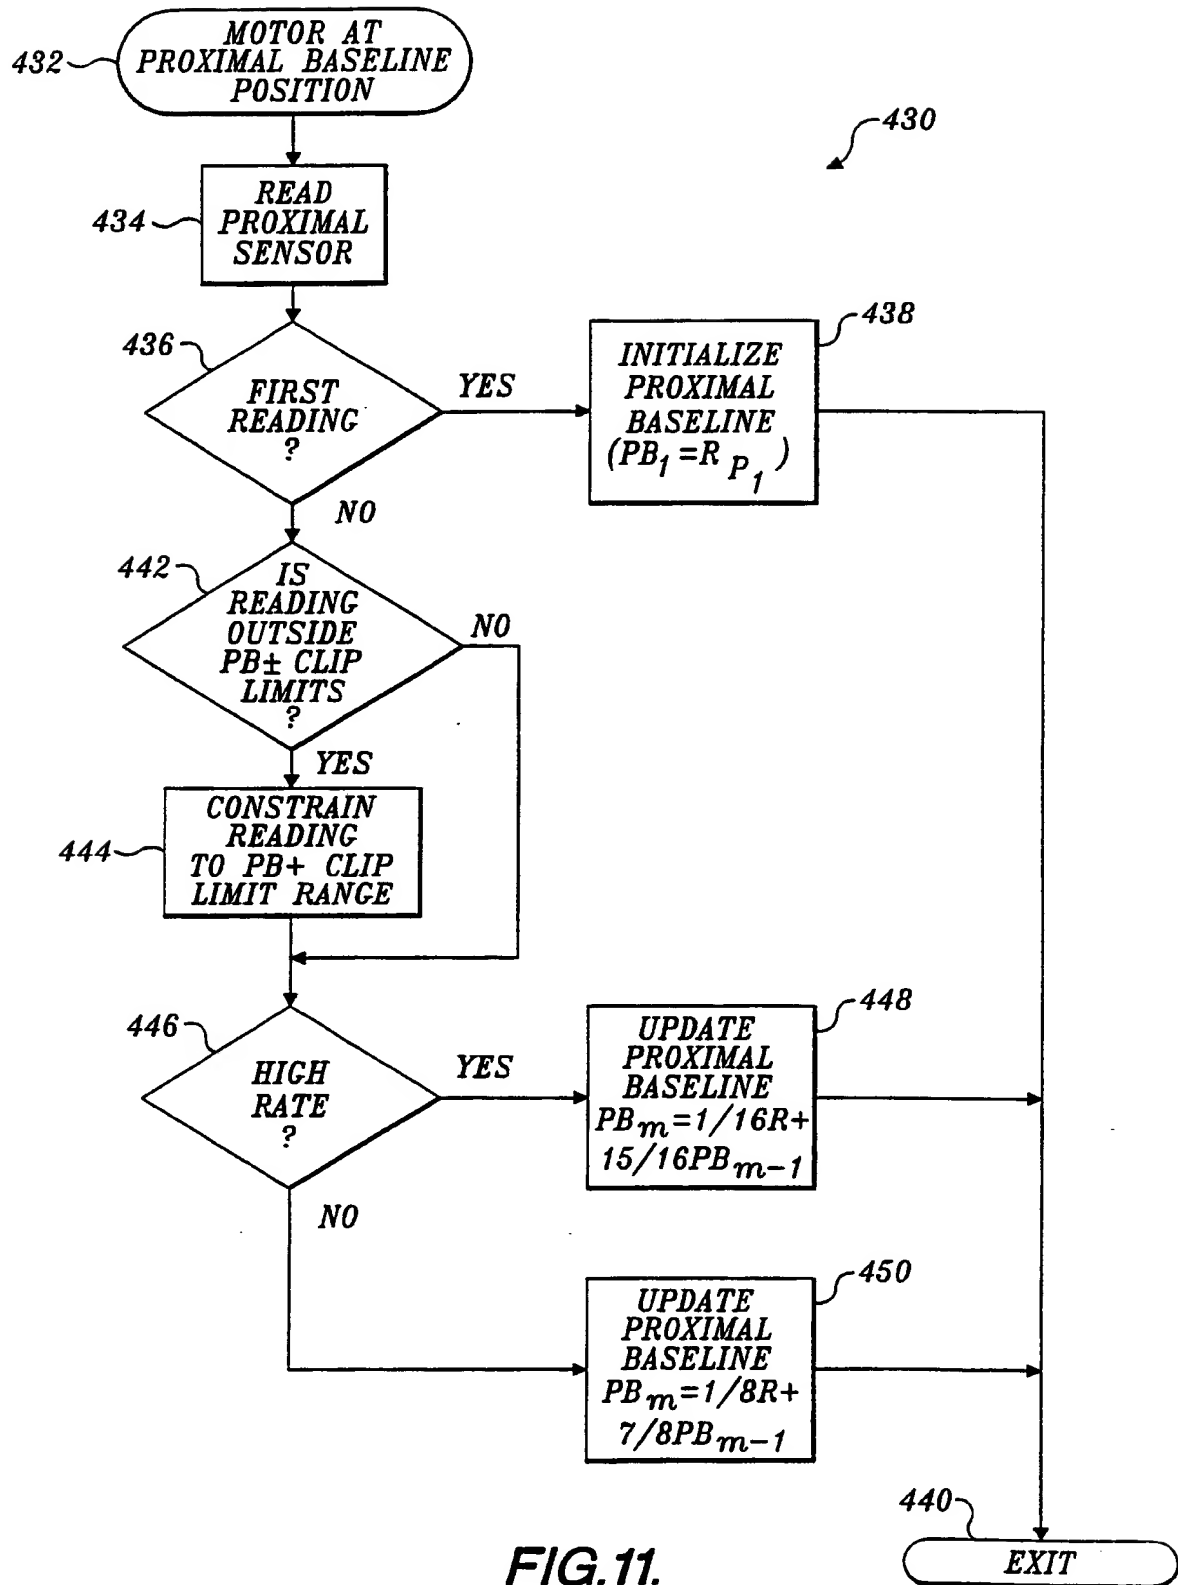 MOTOR AT
PROXIMAL BASELINE
POSITION
432
430
READ
PROXIMAL
SENSOR
434
436
FIRST
READING
?
YES
NO
438
INITIALIZE
PROXIMAL
BASELINE
(PB1=RP1)
442
IS
READING
OUTSIDE
PB± CLIP
LIMITS
?
NO
YES
444
CONSTRAIN
READING
TO PB+ CLIP
LIMIT RANGE
446
HIGH
RATE
?
YES
NO
448
UPDATE
PROXIMAL
BASELINE
PBm=1/16R+
15/16PBm-1
450
UPDATE
PROXIMAL
BASELINE
PBm=1/8R+
7/8PBm-1
440
EXIT
FIG.11.